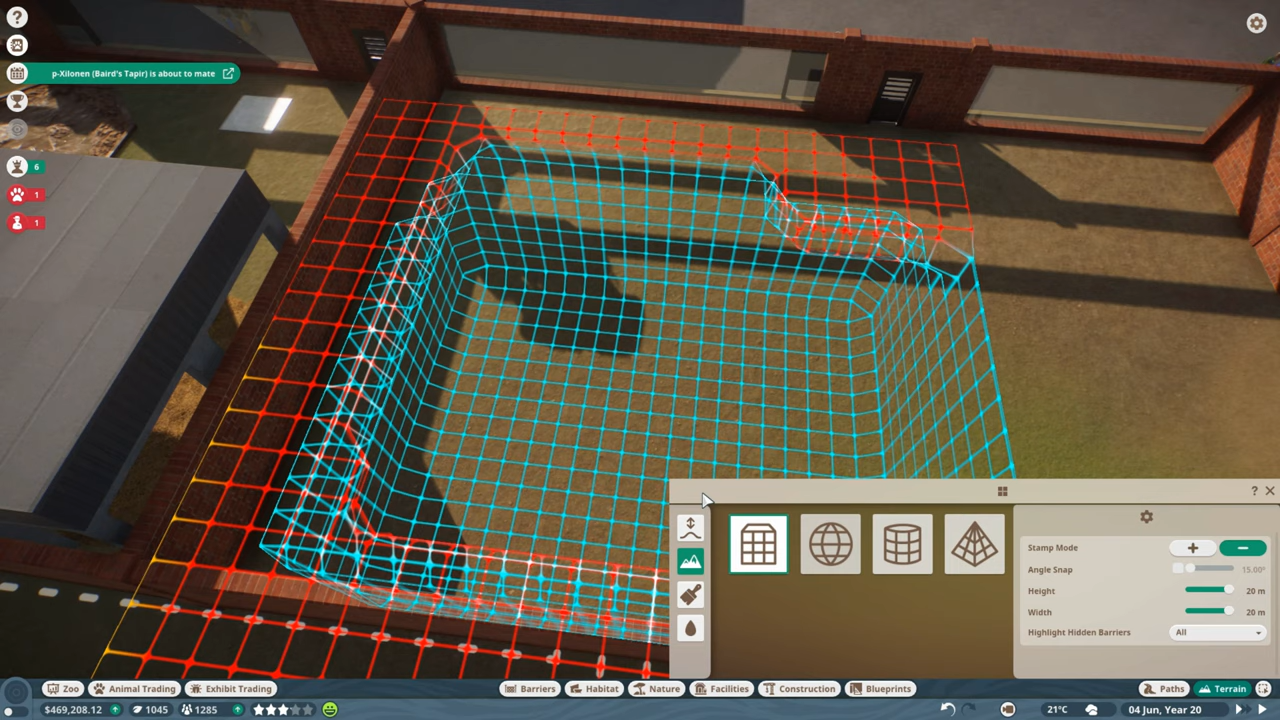 ?
p-Xilonen (Baird's Tapir) is about to mate
6
1
1
? ×
Stamp Mode + −
Angle Snap 15.00°
Height 20 m
Width 20 m
Highlight Hidden Barriers All
Zoo Animal Trading Exhibit Trading Barriers Habitat Nature Facilities Construction Blueprints Paths Terrain
$469,208.12 1045 1285 21°C 04 Jun, Year 20